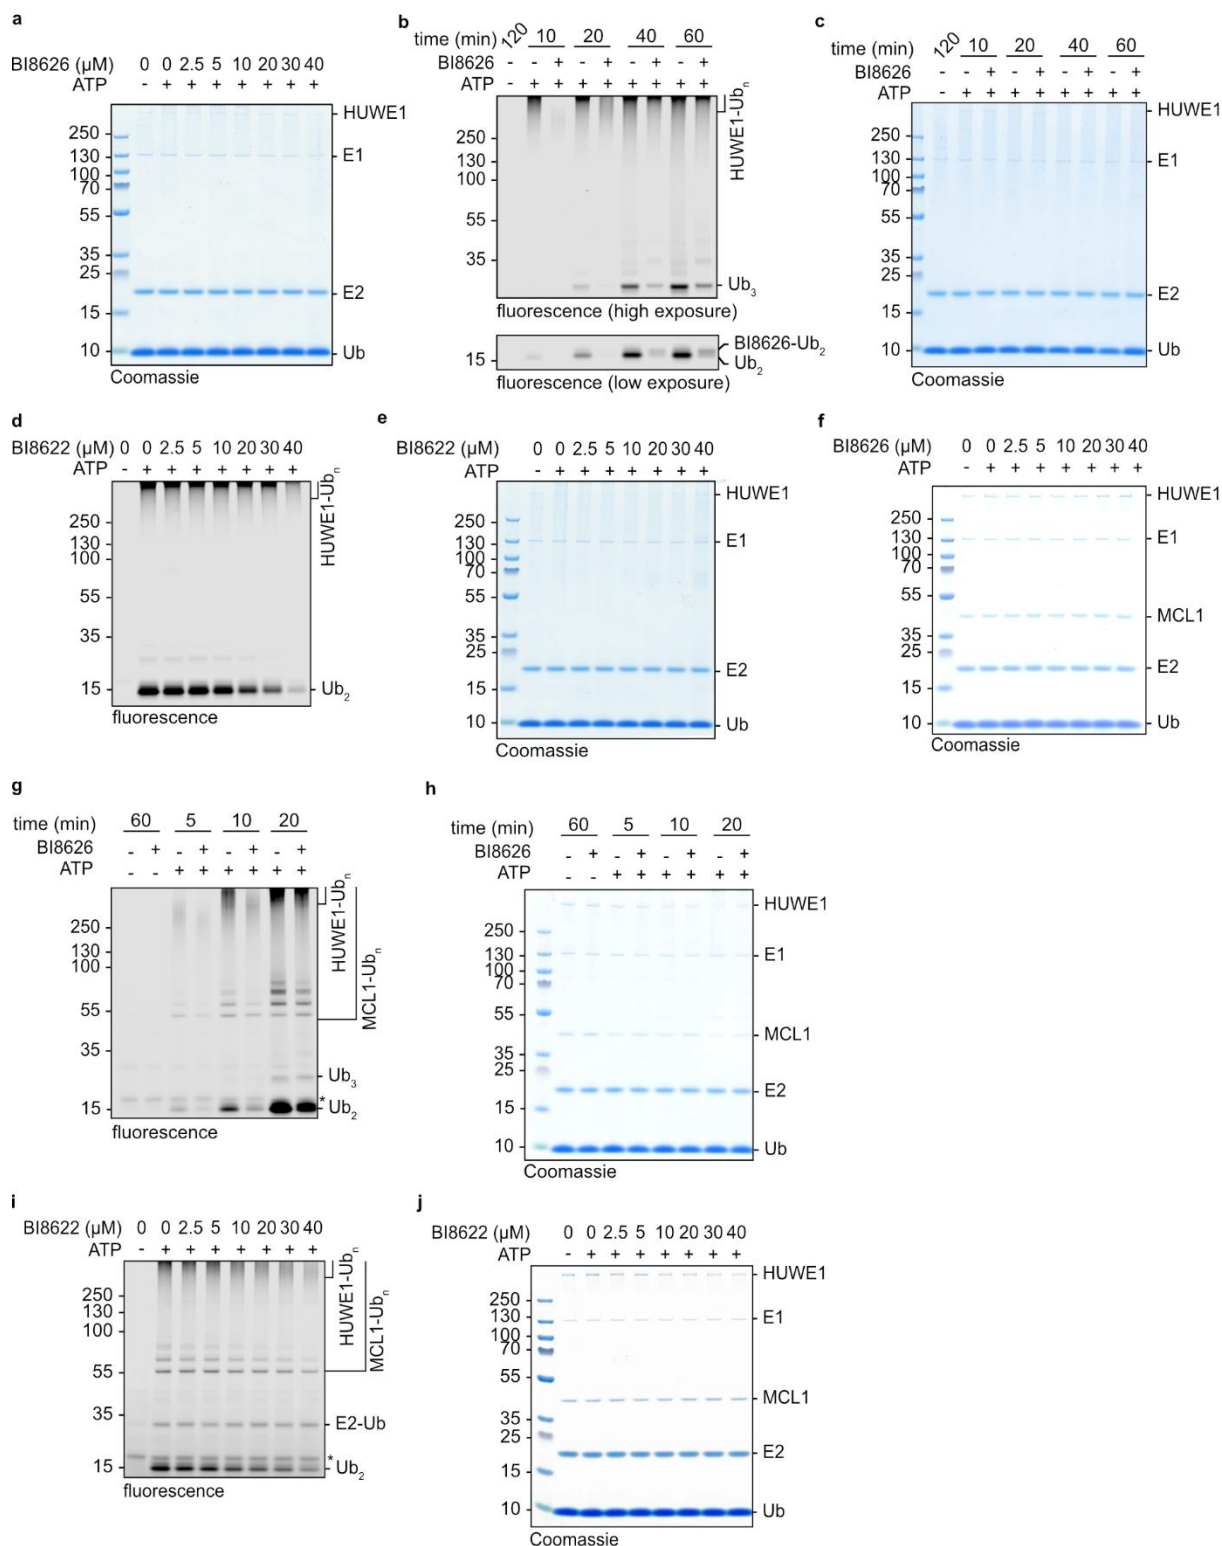 a
BI8626 (µM) 0 0 2.5 5 10 20 30 40
ATP - + + + + + + +
HUWE1
250
130
100
70
55
35
25
15
10
E1
E2
Ub
Coomassie
b
time (min) 120 10 20 40 60
BI8626 - - + - + - + - +
ATP - + + + + + + + +
250
130
100
55
35
HUWE1-Ubn
Ub3
fluorescence (high exposure)
15
BI8626-Ub2
Ub2
fluorescence (low exposure)
c
time (min) 120 10 20 40 60
BI8626 - - + - + - + - +
ATP - + + + + + + + +
HUWE1
250
130
100
70
55
35
25
15
10
E1
E2
Ub
Coomassie
d
BI8622 (µM) 0 0 2.5 5 10 20 30 40
ATP - + + + + + + +
250
130
100
55
35
15
HUWE1-Ubn
Ub2
fluorescence
e
BI8622 (µM) 0 0 2.5 5 10 20 30 40
ATP - + + + + + + +
HUWE1
250
130
100
70
55
35
25
15
10
E1
E2
Ub
Coomassie
f
BI8626 (µM) 0 0 2.5 5 10 20 30 40
ATP - + + + + + + +
HUWE1
250
130
100
70
55
35
25
15
10
E1
MCL1
E2
Ub
Coomassie
g
time (min) 60 5 10 20
BI8626 - + - + - + - +
ATP - - + + + + + +
250
130
100
55
35
15
HUWE1-Ubn
MCL1-Ubn
Ub3
*
Ub2
fluorescence
h
time (min) 60 5 10 20
BI8626 - + - + - + - +
ATP - - + + + + + +
HUWE1
250
130
100
70
55
35
25
15
10
E1
MCL1
E2
Ub
Coomassie
i
BI8622 (µM) 0 0 2.5 5 10 20 30 40
ATP - + + + + + + +
250
130
100
55
35
15
HUWE1-Ubn
MCL1-Ubn
E2-Ub
*
Ub2
fluorescence
j
BI8622 (µM) 0 0 2.5 5 10 20 30 40
ATP - + + + + + + +
HUWE1
250
130
100
70
55
35
25
15
10
E1
MCL1
E2
Ub
Coomassie